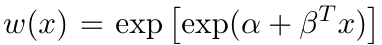 w(x) = exp [exp(α + β^T x)]